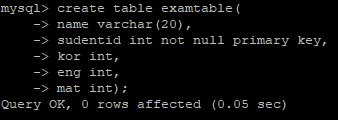 mysql> create table examtable(
-> name varchar(20),
-> sudentid int not null primary key,
-> kor int,
-> eng int,
-> mat int);
Query OK, 0 rows affected (0.05 sec)